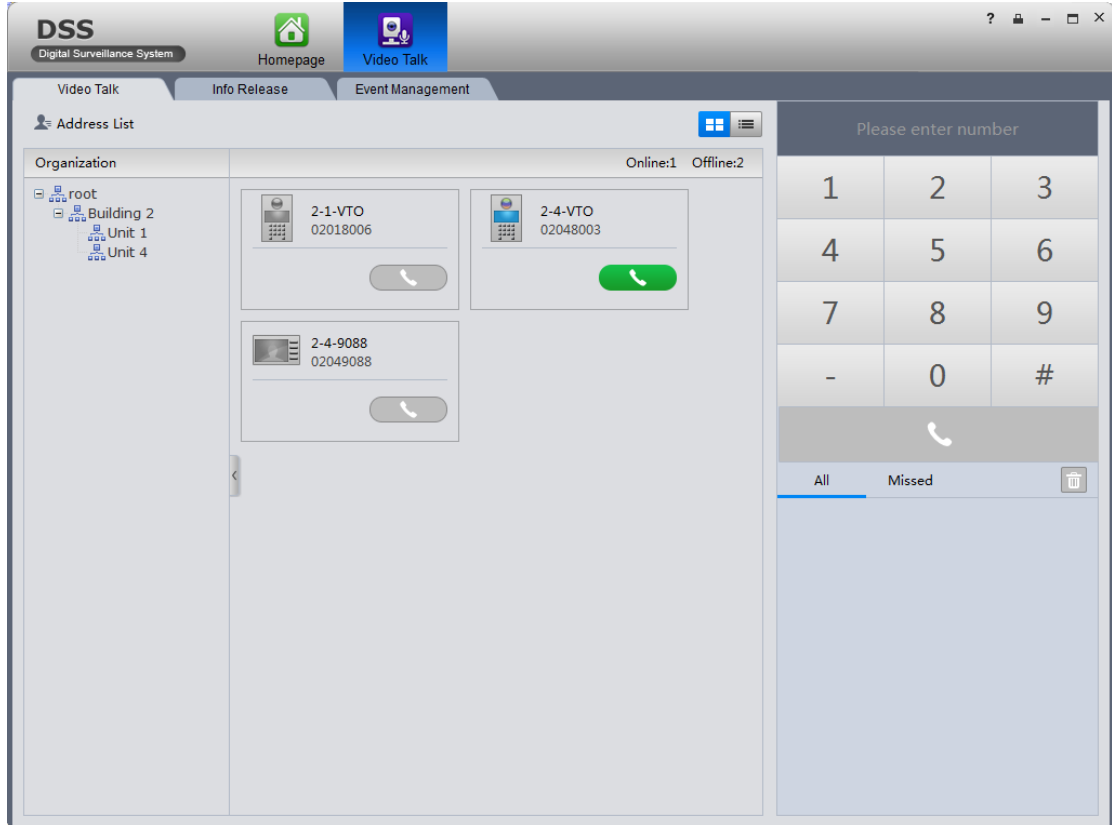 DSS
Digital Surveillance System
Homepage
Video Talk
?
Video Talk
Info Release
Event Management
Address List
Please enter number
Organization
Online:1 Offline:2
root
Building 2
Unit 1
Unit 4
2-1-VTO
02018006
2-4-VTO
02048003
2-4-9088
02049088
1 2 3
4 5 6
7 8 9
- 0 #
All
Missed